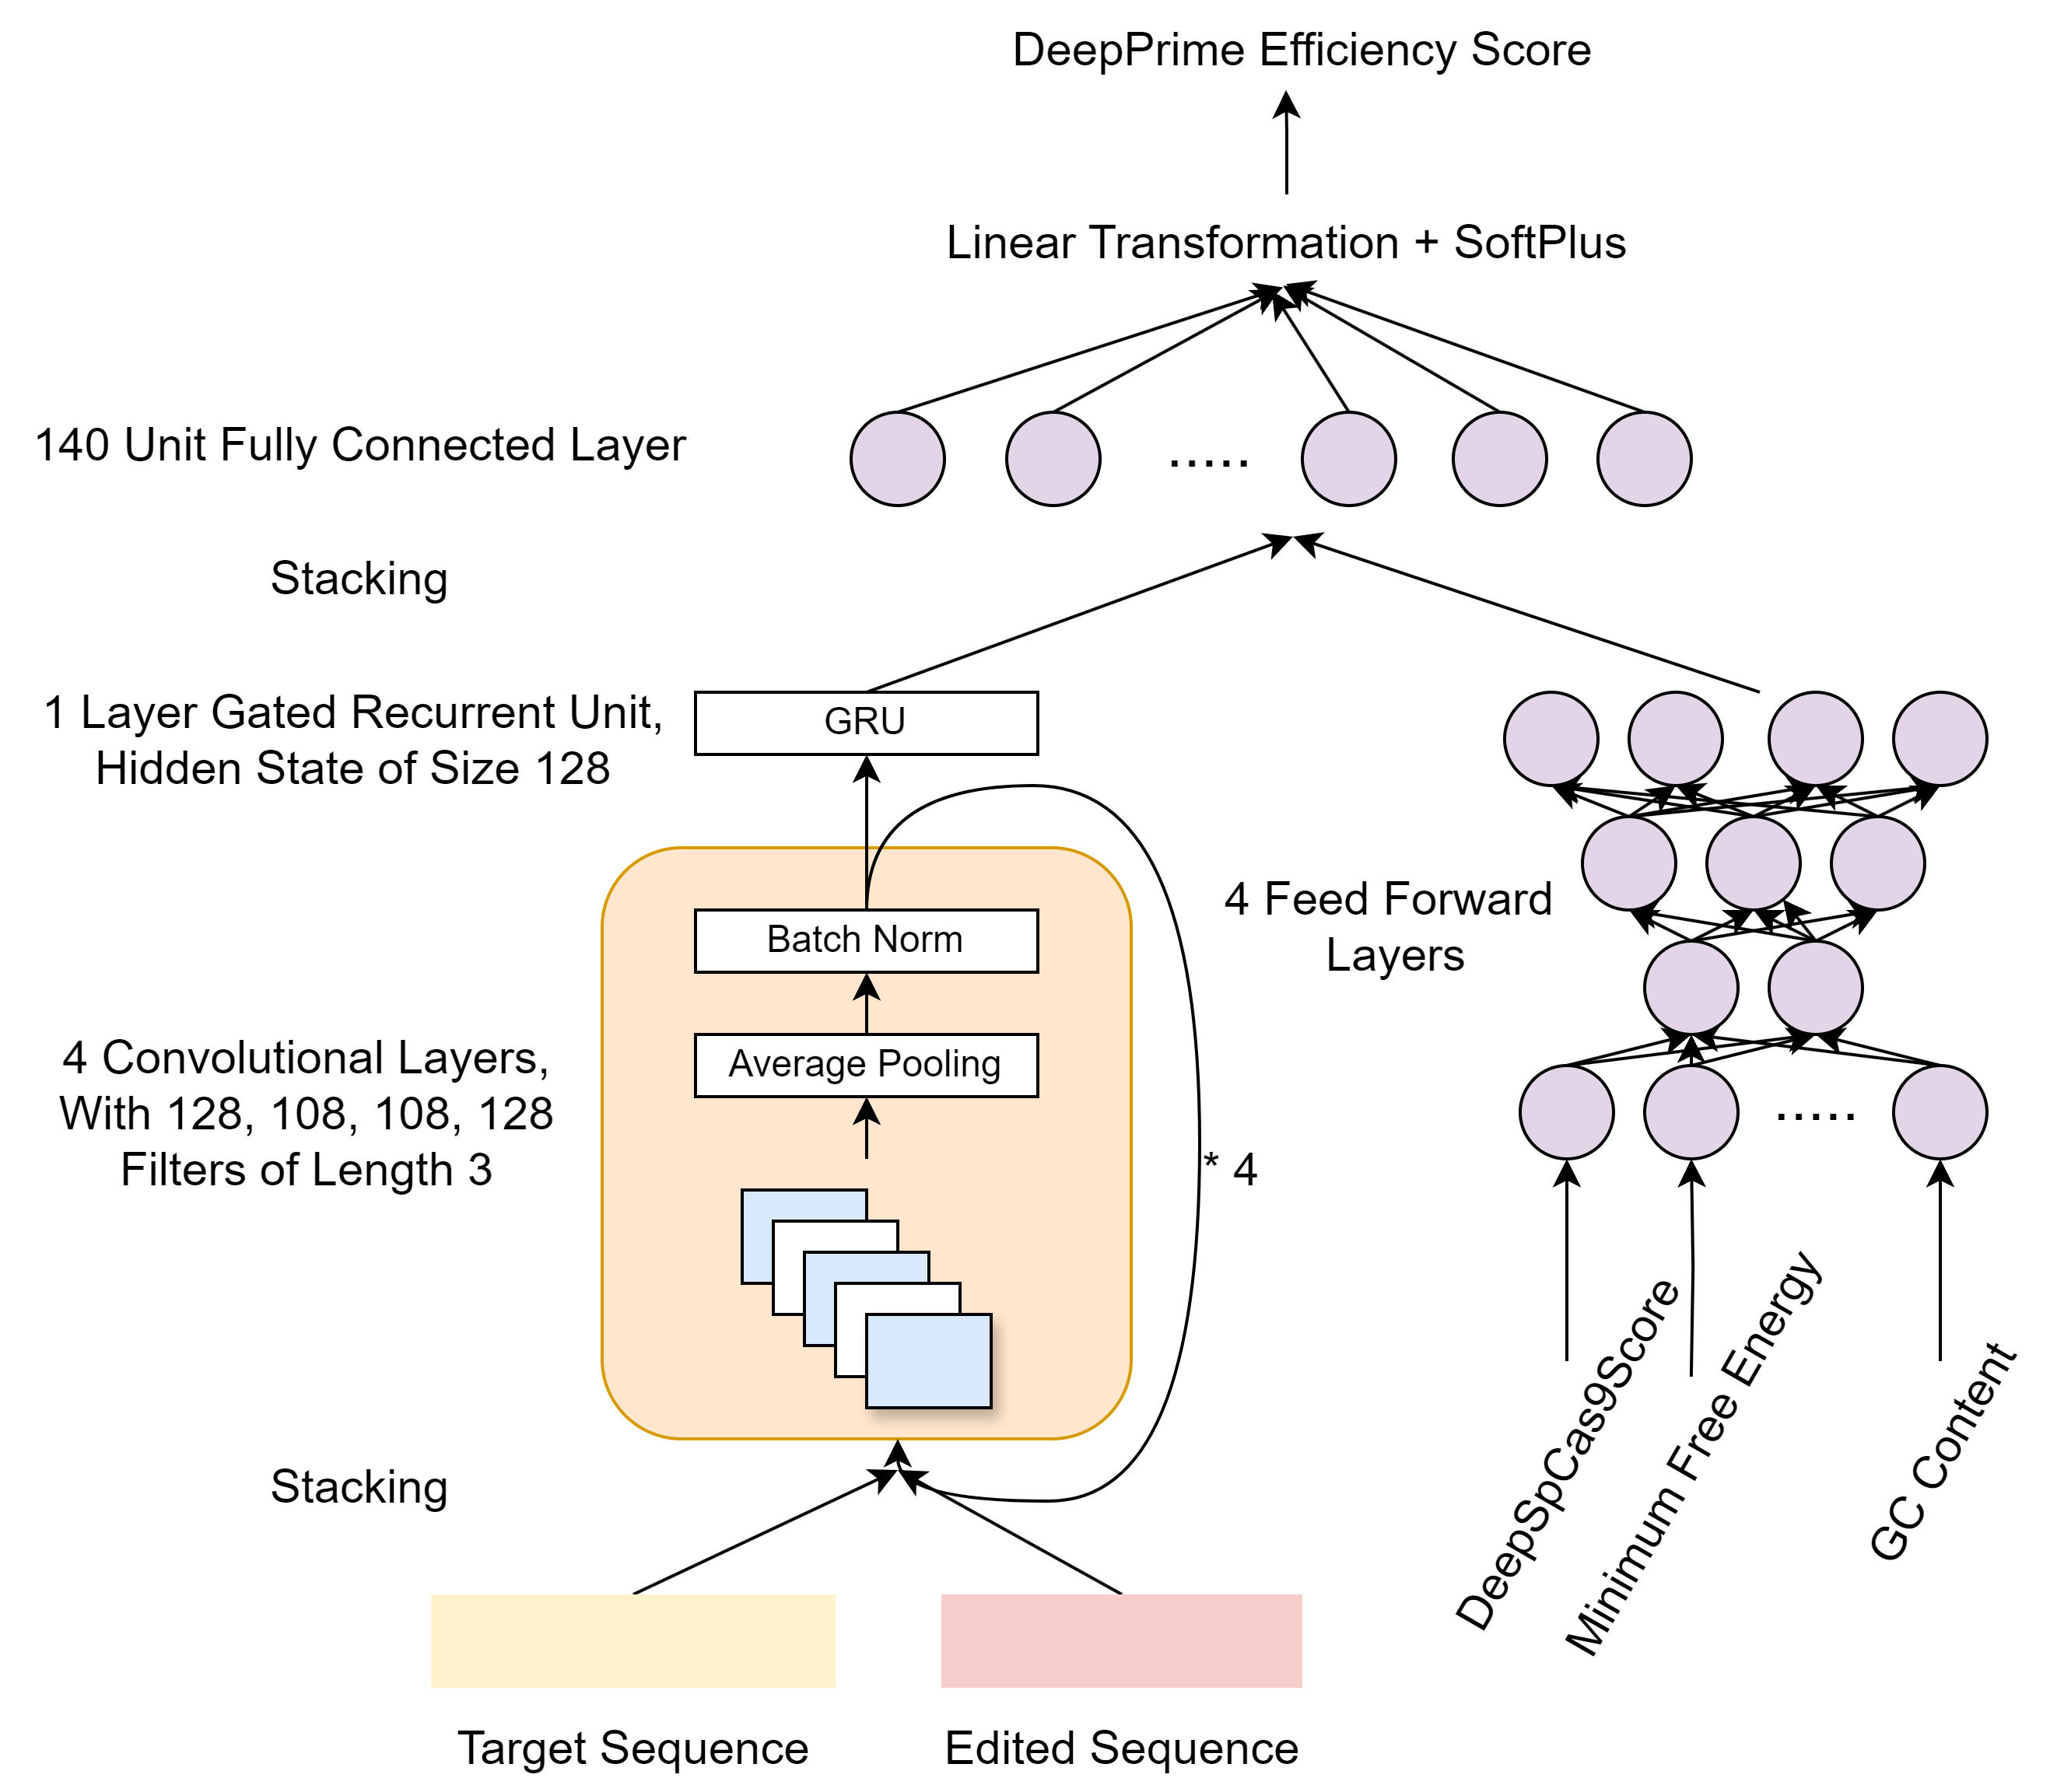 DeepPrime Efficiency Score
Linear Transformation + SoftPlus
140 Unit Fully Connected Layer
.....
Stacking
1 Layer Gated Recurrent Unit,
Hidden State of Size 128
GRU
4 Feed Forward
Layers
Batch Norm
Average Pooling
4 Convolutional Layers,
With 128, 108, 108, 128
Filters of Length 3
* 4
.....
DeepSpCas9Score
Minimum Free Energy
GC Content
Stacking
Target Sequence
Edited Sequence